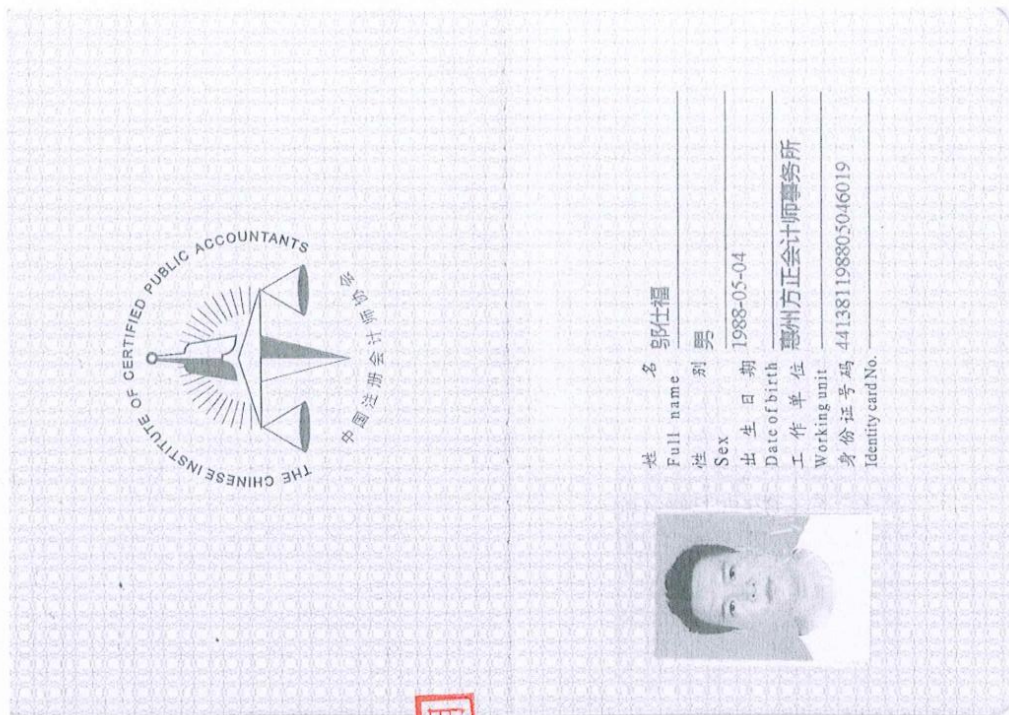 THE CHINESE INSTITUTE OF CERTIFIED PUBLIC ACCOUNTANTS
中国注册会计师协会
姓 名 邬仕福
Full name
性 别 男
Sex
出 生 日 期 1988-05-04
Date of birth
工 作 单 位 惠州方正会计师事务所
Working unit
身 份 证 号 码 441381198805046019
Identity card No.